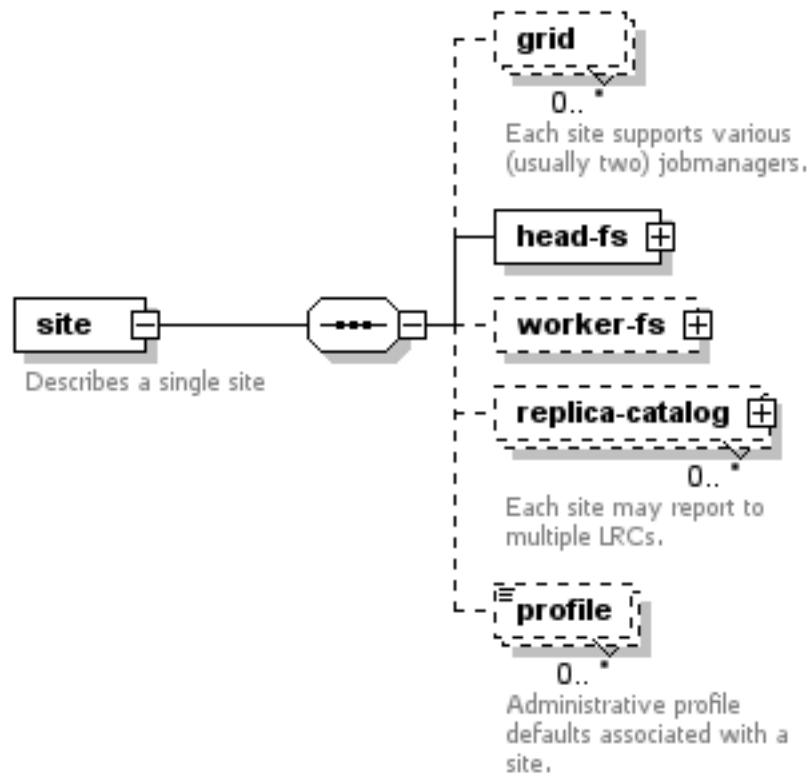 grid
0..*
Each site supports various
(usually two) jobmanagers.
head-fs
site
Describes a single site
worker-fs
replica-catalog
0..*
Each site may report to
multiple LRCs.
profile
0..*
Administrative profile
defaults associated with a
site.